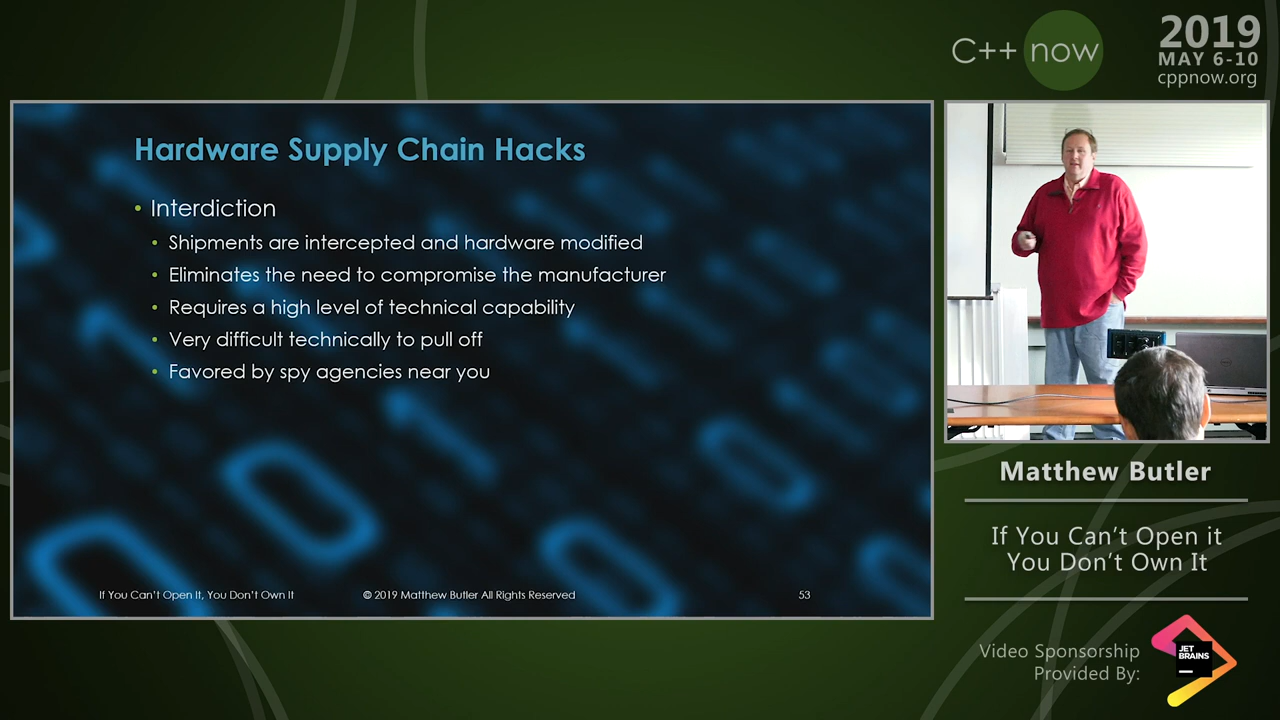 C++ now
2019
MAY 6-10
cppnow.org
Hardware Supply Chain Hacks
• Interdiction
• Shipments are intercepted and hardware modified
• Eliminates the need to compromise the manufacturer
• Requires a high level of technical capability
• Very difficult technically to pull off
• Favored by spy agencies near you
If You Can't Open It, You Don't Own It
© 2019 Matthew Butler All Rights Reserved
53
Matthew Butler
If You Can't Open it
You Don't Own It
Video Sponsorship
Provided By:
JET
BRAINS